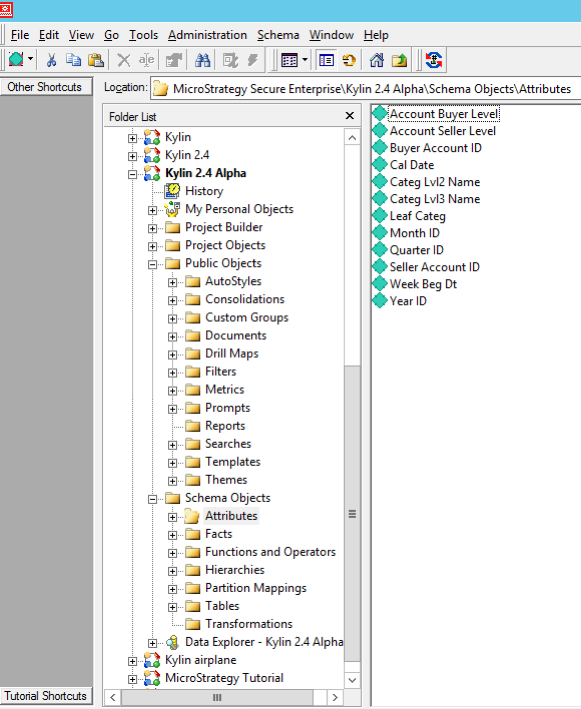 File Edit View Go Tools Administration Schema Window Help
Other Shortcuts
Location: MicroStrategy Secure Enterprise\Kylin 2.4 Alpha\Schema Objects\Attributes
Folder List
Kylin
Kylin 2.4
Kylin 2.4 Alpha
History
My Personal Objects
Project Builder
Project Objects
Public Objects
AutoStyles
Consolidations
Custom Groups
Documents
Drill Maps
Filters
Metrics
Prompts
Reports
Searches
Templates
Themes
Schema Objects
Attributes
Facts
Functions and Operators
Hierarchies
Partition Mappings
Tables
Transformations
Data Explorer - Kylin 2.4 Alpha
Kylin airplane
MicroStrategy Tutorial
Tutorial Shortcuts
Account Buyer Level
Account Seller Level
Buyer Account ID
Cal Date
Categ Lvl2 Name
Categ Lvl3 Name
Leaf Categ
Month ID
Quarter ID
Seller Account ID
Week Beg Dt
Year ID